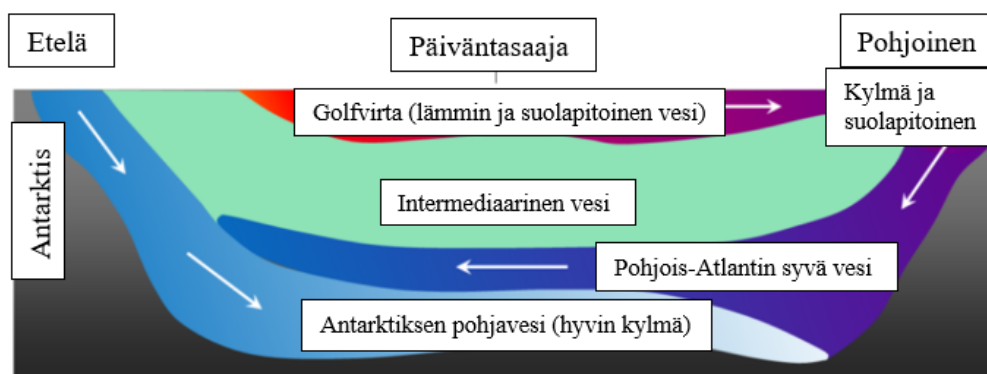 Etelä
Päiväntasaaja
Pohjoinen
Golfvirta (lämmin ja suolapitoinen vesi)
Kylmä ja
suolapitoinen
Antarktis
Intermediaarinen vesi
Pohjois-Atlantin syvä vesi
Antarktiksen pohjavesi (hyvin kylmä)